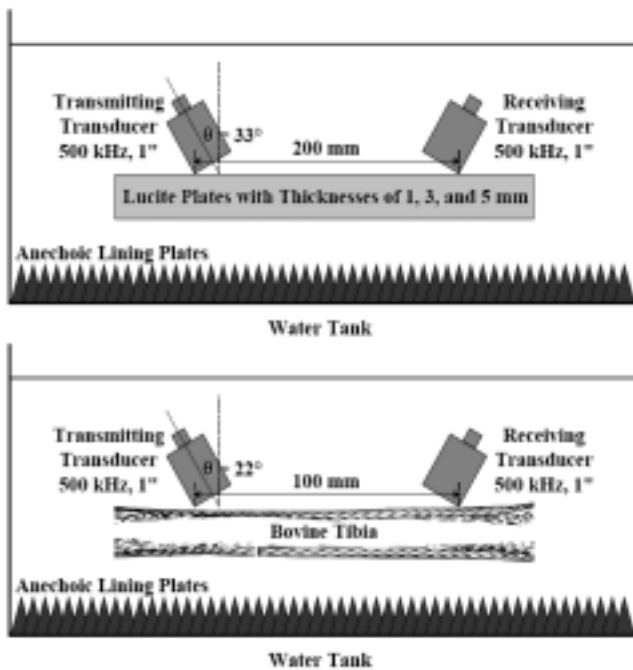 Transmitting
Transducer
500 kHz, 1"
θ = 33°
200 mm
Receiving
Transducer
500 kHz, 1"
Lucite Plates with Thicknesses of 1, 3, and 5 mm
Anechoic Lining Plates
Water Tank
Transmitting
Transducer
500 kHz, 1"
θ = 22°
100 mm
Receiving
Transducer
500 kHz, 1"
Bovine Tibia
Anechoic Lining Plates
Water Tank